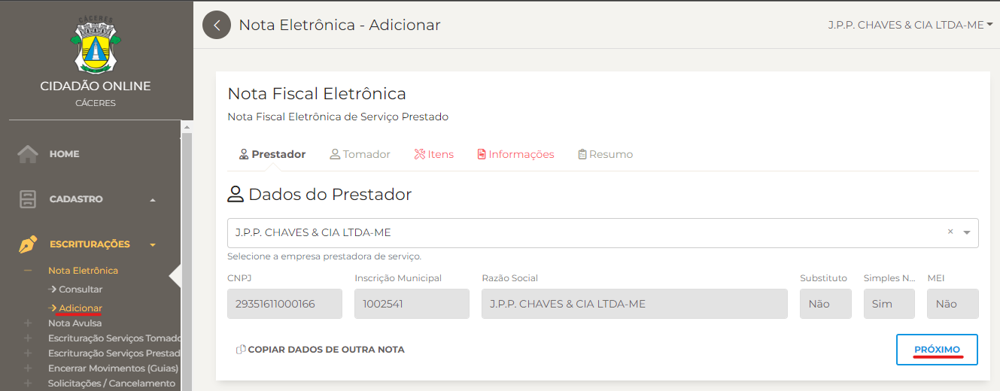 CÁCERES
CIDADÃO ONLINE
CÁCERES
HOME
CADASTRO
ESCRITURAÇÕES
Nota Eletrônica
Consultar
Adicionar
Nota Avulsa
Escrituração Serviços Tomado
Escrituração Serviços Prestad
Encerrar Movimentos (Guias)
Solicitações / Cancelamento
Nota Eletrônica - Adicionar
J.P.P. CHAVES & CIA LTDA-ME
Nota Fiscal Eletrônica
Nota Fiscal Eletrônica de Serviço Prestado
Prestador Tomador Itens Informações Resumo
Dados do Prestador
J.P.P. CHAVES & CIA LTDA-ME ×
Selecione a empresa prestadora de serviço.
CNPJ Inscrição Municipal Razão Social Substituto Simples N... MEI
29351611000166 1002541 J.P.P. CHAVES & CIA LTDA-ME Não Sim Não
COPIAR DADOS DE OUTRA NOTA PRÓXIMO